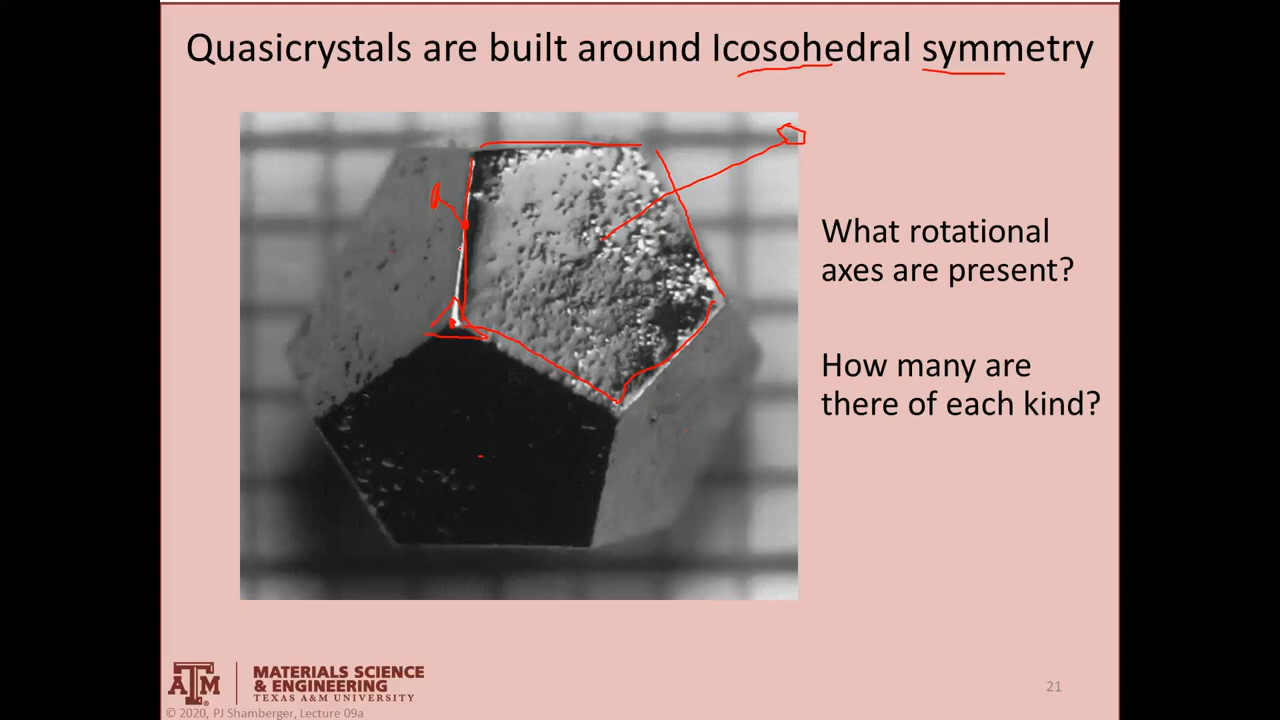 Quasicrystals are built around Icosohedral symmetry
What rotational
axes are present?
How many are
there of each kind?
ATM
MATERIALS SCIENCE
& ENGINEERING
TEXAS A&M UNIVERSITY
© 2020, PJ Shamberger, Lecture 09a
21